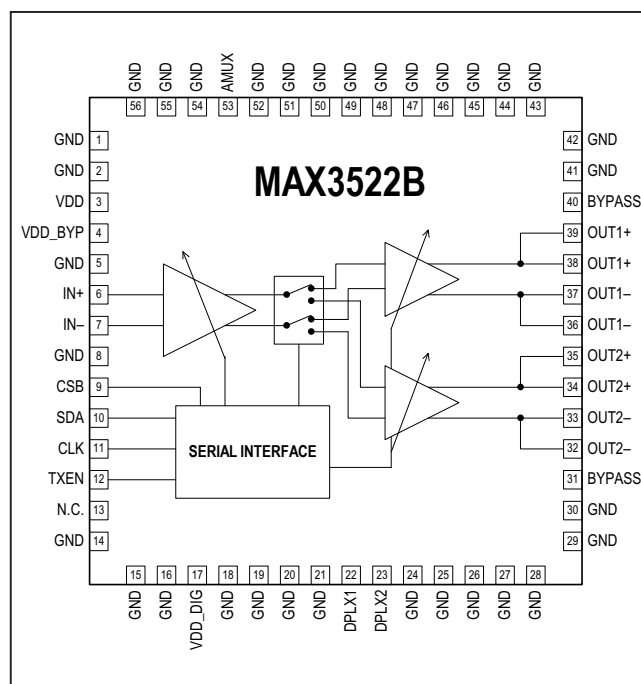 GND GND GND AMUX GND GND GND GND GND GND GND GND GND GND
56 55 54 53 52 51 50 49 48 47 46 45 44 43
MAX3522B
GND 1
GND 2
VDD 3
VDD_BYP 4
GND 5
IN+ 6
IN– 7
GND 8
CSB 9
SDA 10
CLK 11
TXEN 12
N.C. 13
GND 14
SERIAL INTERFACE
42 GND
41 GND
40 BYPASS
39 OUT1+
38 OUT1+
37 OUT1–
36 OUT1–
35 OUT2+
34 OUT2+
33 OUT2–
32 OUT2–
31 BYPASS
30 GND
29 GND
15 16 17 18 19 20 21 22 23 24 25 26 27 28
GND GND VDD_DIG GND GND GND GND DPLX1 DPLX2 GND GND GND GND GND